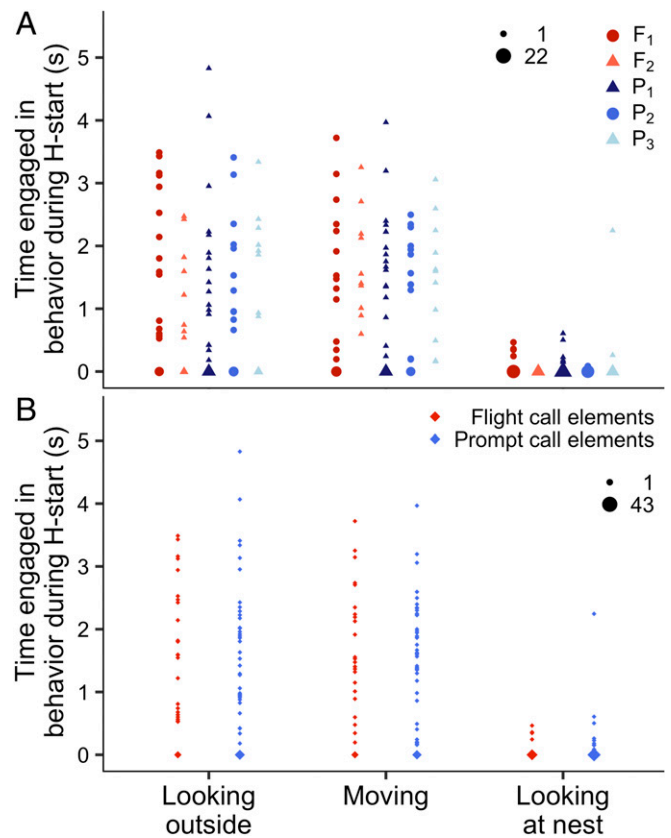 A
Time engaged in
behavior during H-start (s)
5
4
3
2
1
0
1
22
F₁
F₂
P₁
P₂
P₃
B
Time engaged in
behavior during H-start (s)
5
4
3
2
1
0
Flight call elements
Prompt call elements
1
43
Looking
outside
Moving
Looking
at nest